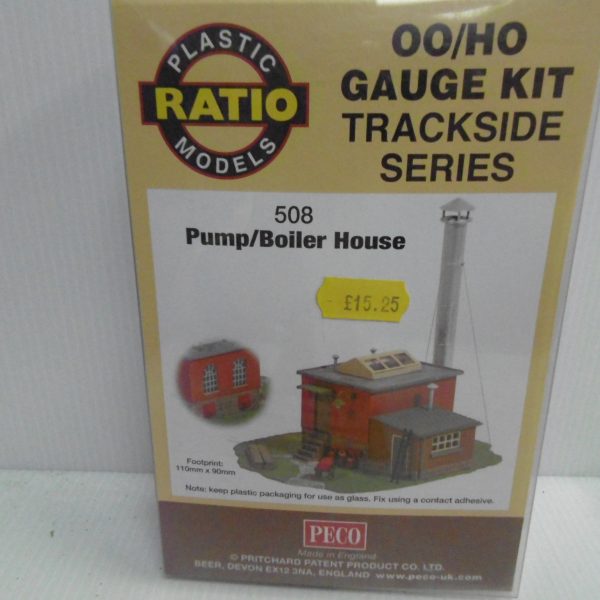 PLASTIC
RATIO
MODELS
OO/HO
GAUGE KIT
TRACKSIDE
SERIES
508
Pump/Boiler House
£15.25
Footprint:
110mm x 90mm
Note: keep plastic packaging for use as glass. Fix using a contact adhesive.
PECO
Made in England
© PRITCHARD PATENT PRODUCT CO. LTD.
BEER, DEVON EX12 3NA, ENGLAND www.peco-uk.com